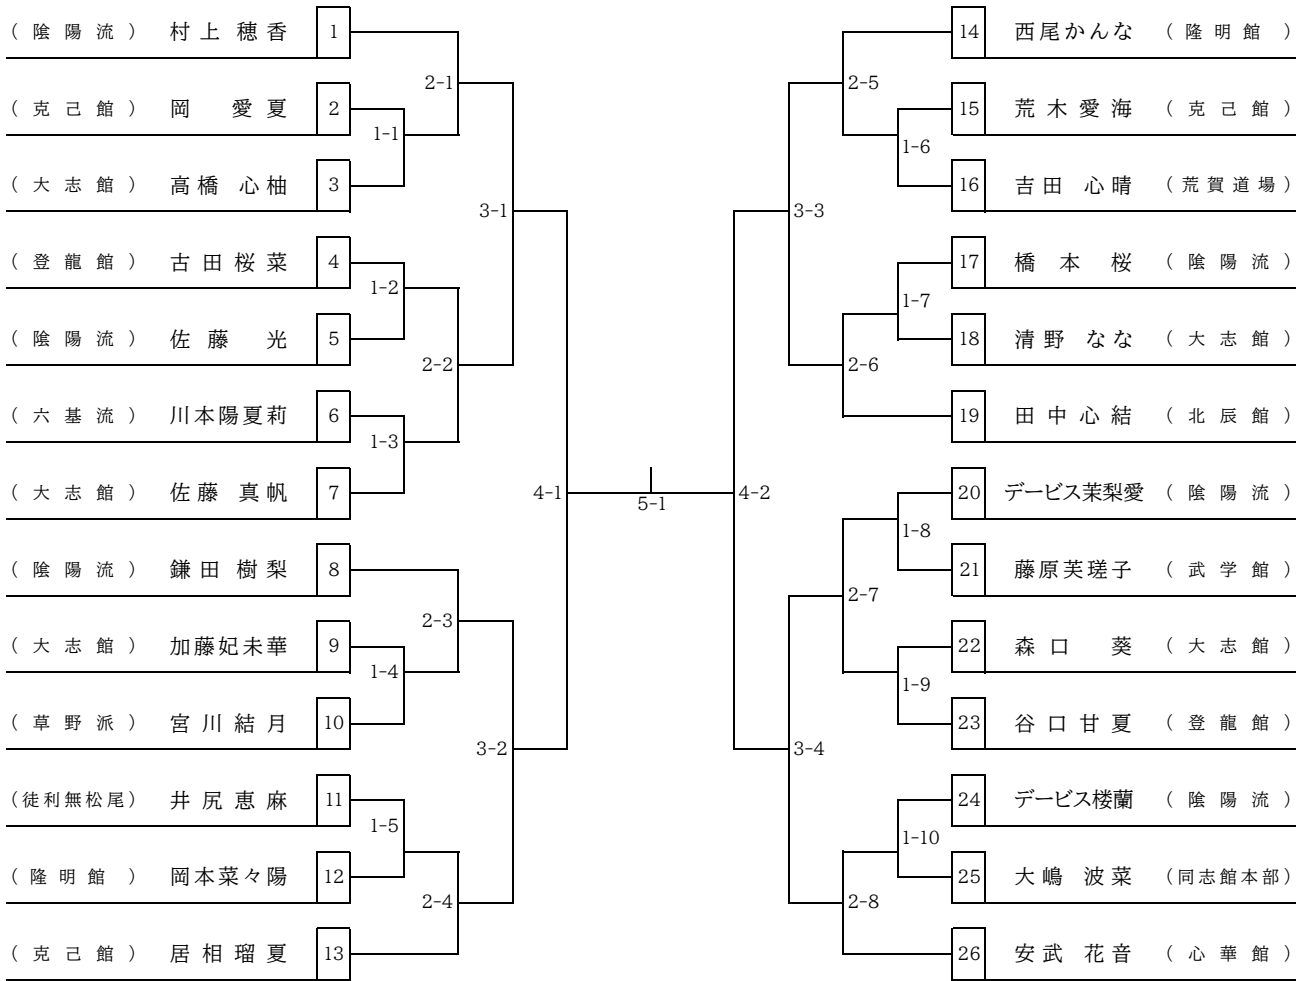 (陰陽流) 村上穂香 1
2-1
(克己館) 岡 愛夏 2
1-1
(大志館) 高橋 心柚 3
3-1
(登龍館) 古田桜菜 4
1-2
(陰陽流) 佐藤 光 5
2-2
(六基流) 川本陽夏莉 6
1-3
(大志館) 佐藤 真帆 7
4-1
(陰陽流) 鎌田樹梨 8
2-3
(大志館) 加藤妃未華 9
1-4
(草野派) 宮川結月 10
3-2
(徒利無松尾) 井尻恵麻 11
1-5
(隆明館) 岡本菜々陽 12
2-4
(克己館) 居相瑠夏 13
5-1
14 西尾かんな (隆明館)
2-5
15 荒木愛海 (克己館)
1-6
16 吉田 心晴 (荒賀道場)
3-3
17 橋本 桜 (陰陽流)
1-7
18 清野 なな (大志館)
2-6
19 田中心結 (北辰館)
4-2
20 デービス茉梨愛 (陰陽流)
1-8
21 藤原芙瑳子 (武学館)
2-7
22 森口 葵 (大志館)
1-9
23 谷口甘夏 (登龍館)
3-4
24 デービス楼蘭 (陰陽流)
1-10
25 大嶋 波菜 (同志館本部)
2-8
26 安武 花音 (心華館)